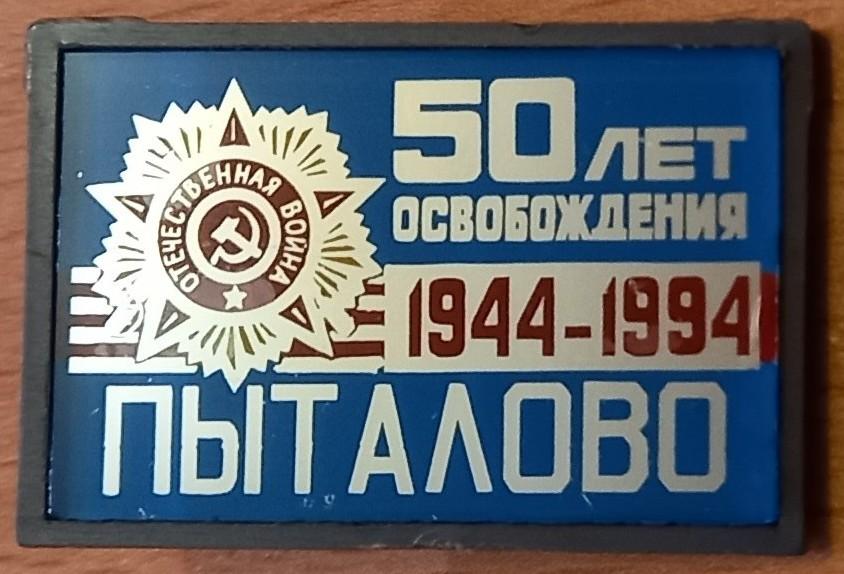 50 ЛЕТ
ОСВОБОЖДЕНИЯ
ОТЕЧЕСТВЕННАЯ ВОЙНА
1944-1994
ПЫТАЛОВО